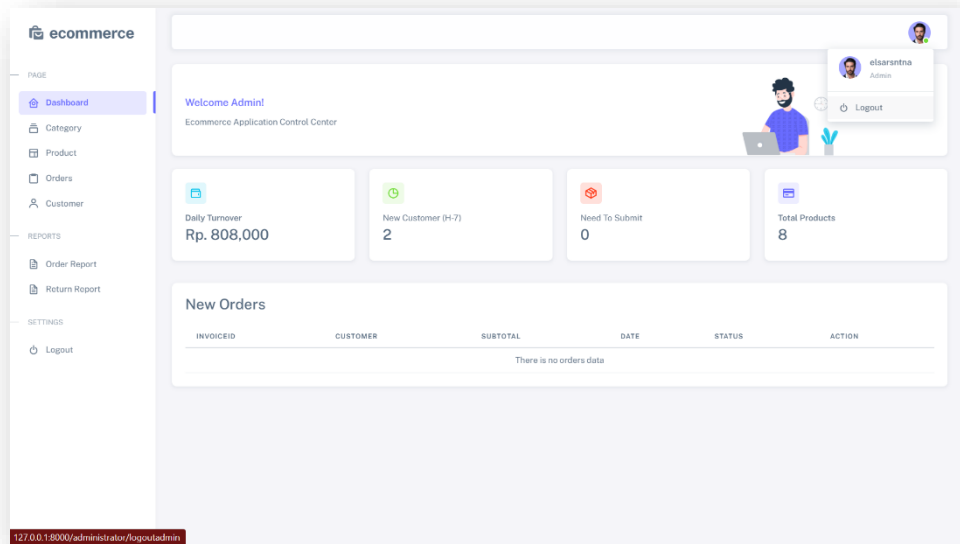 ecommerce
PAGE
Dashboard
Category
Product
Orders
Customer
REPORTS
Order Report
Return Report
SETTINGS
Logout
elsarsntna
Admin
Logout
Welcome Admin!
Ecommerce Application Control Center
Daily Turnover
Rp. 808,000
New Customer (H-7)
2
Need To Submit
0
Total Products
8
New Orders
INVOICEID CUSTOMER SUBTOTAL DATE STATUS ACTION
There is no orders data
127.0.0.1:8000/administrator/logoutadmin